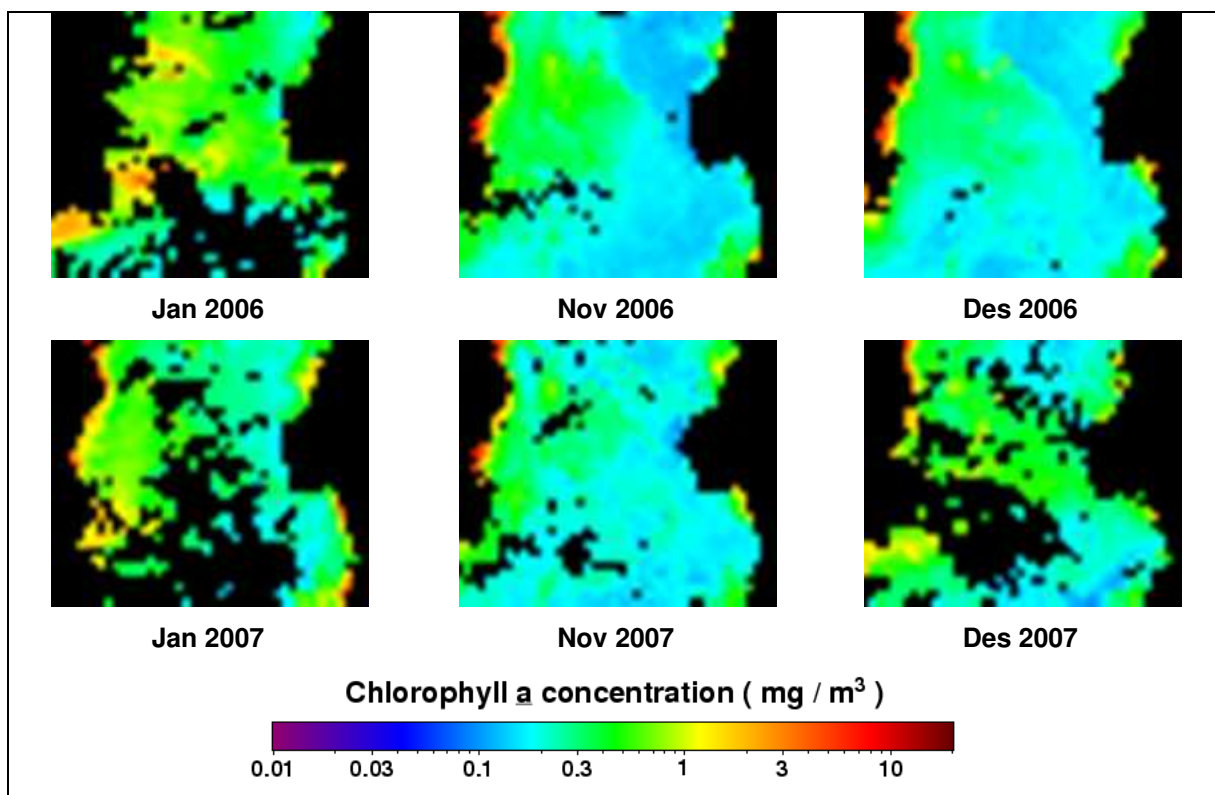 Jan 2006 Nov 2006 Des 2006
Jan 2007 Nov 2007 Des 2007
Chlorophyll a concentration ( mg / m³ )
0.01 0.03 0.1 0.3 1 3 10